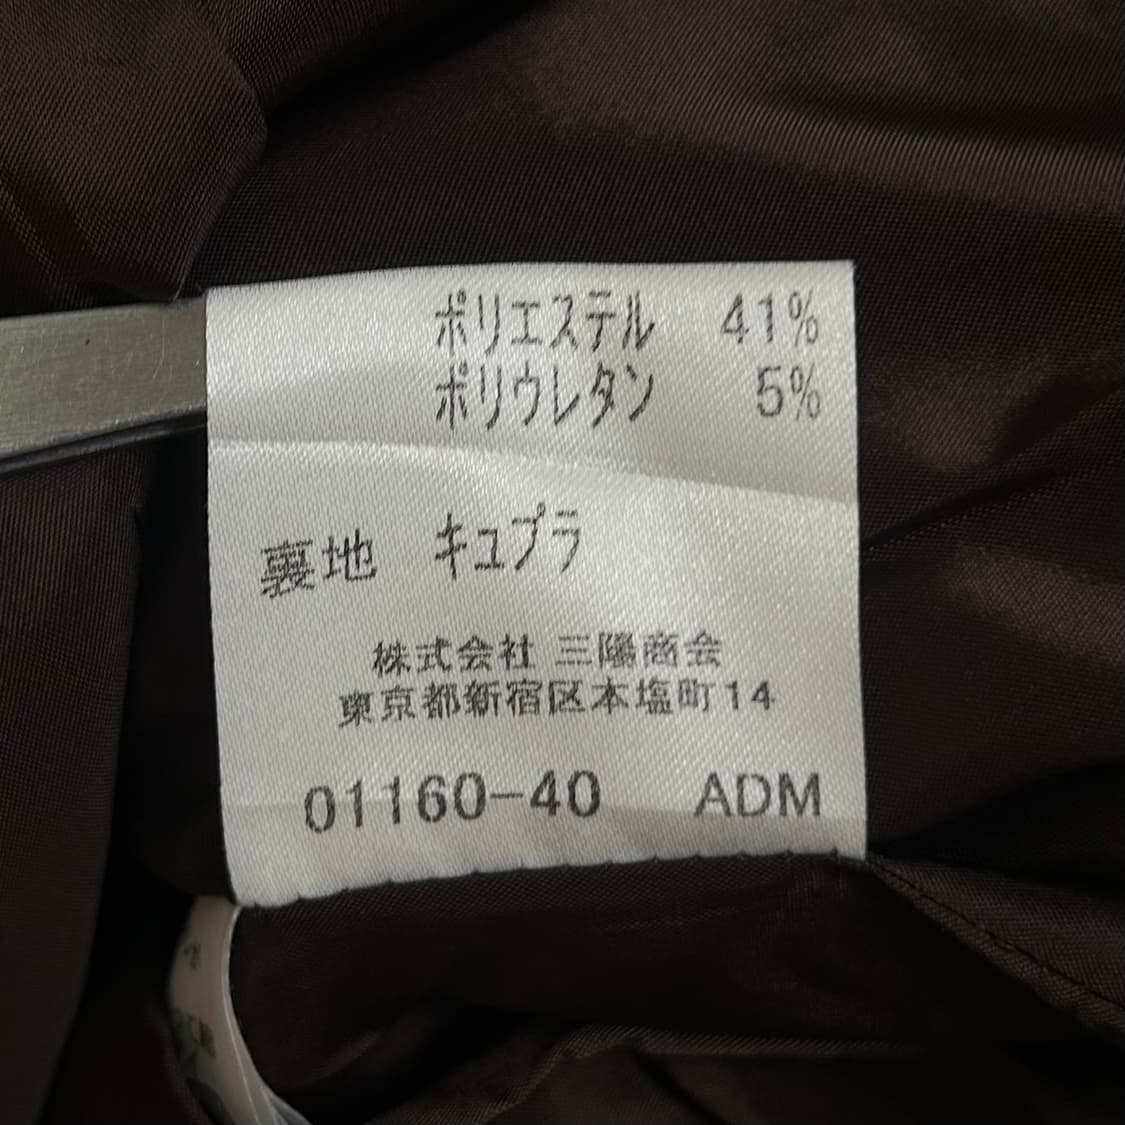 ポリエステル 41%
ポリウレタン 5%
裏地 キュプラ
株式会社 三陽商会
東京都新宿区本塩町14
01160-40 ADM